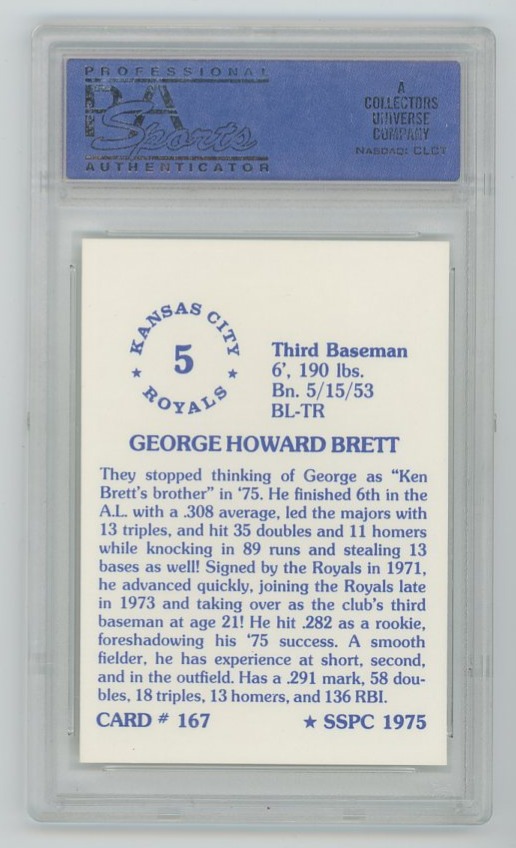 PROFESSIONAL
PSA
Sports
AUTHENTICATOR
A
COLLECTORS
UNIVERSE
COMPANY
NASDAQ: CLCT
KANSAS CITY
5
ROYALS
Third Baseman
6', 190 lbs.
Bn. 5/15/53
BL-TR
GEORGE HOWARD BRETT
They stopped thinking of George as "Ken
Brett's brother" in '75. He finished 6th in the
A.L. with a .308 average, led the majors with
13 triples, and hit 35 doubles and 11 homers
while knocking in 89 runs and stealing 13
bases as well! Signed by the Royals in 1971,
he advanced quickly, joining the Royals late
in 1973 and taking over as the club's third
baseman at age 21! He hit .282 as a rookie,
foreshadowing his '75 success. A smooth
fielder, he has experience at short, second,
and in the outfield. Has a .291 mark, 58 dou-
bles, 18 triples, 13 homers, and 136 RBI.
CARD # 167 ★ SSPC 1975